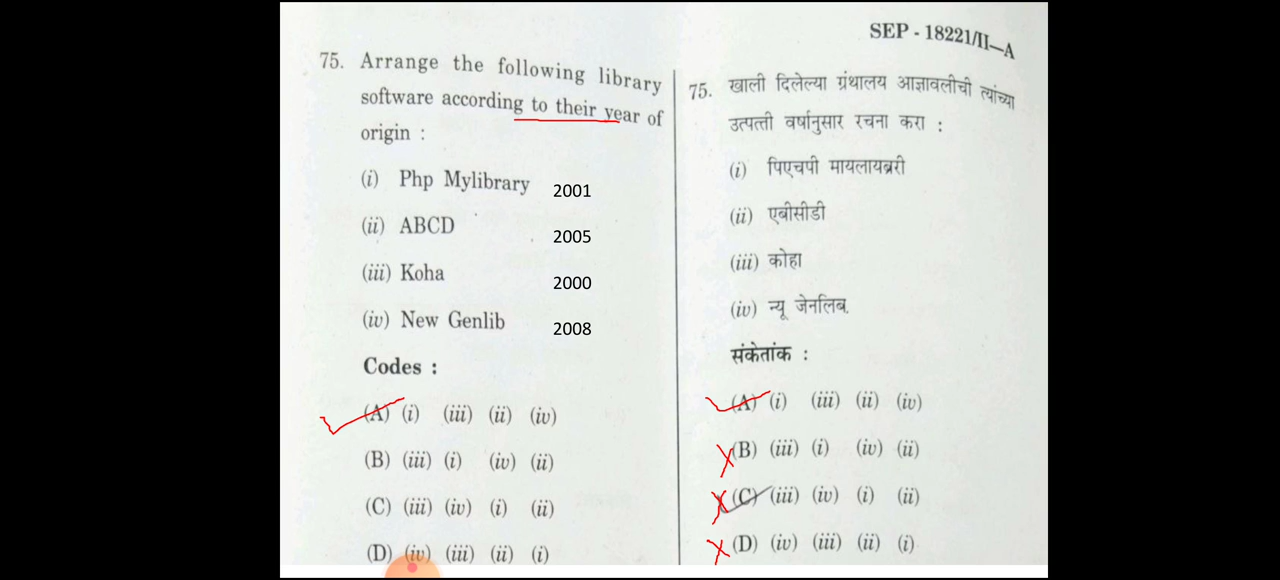 SEP - 18221/II—A
75. Arrange the following library
software according to their year of
origin :
(i) Php Mylibrary 2001
(ii) ABCD 2005
(iii) Koha 2000
(iv) New Genlib 2008
Codes :
(A) (i) (iii) (ii) (iv)
(B) (iii) (i) (iv) (ii)
(C) (iii) (iv) (i) (ii)
(D) (iv) (iii) (ii) (i)
75. खाली दिलेल्या ग्रंथालय आज्ञावलीची त्यांच्या
उत्पत्ती वर्षानुसार रचना करा :
(i) पिएचपी मायलायब्ररी
(ii) एबीसीडी
(iii) कोहा
(iv) न्यू जेनलिब.
संकेतांक :
(A) (i) (iii) (ii) (iv)
(B) (iii) (i) (iv) (ii)
(C) (iii) (iv) (i) (ii)
(D) (iv) (iii) (ii) (i)